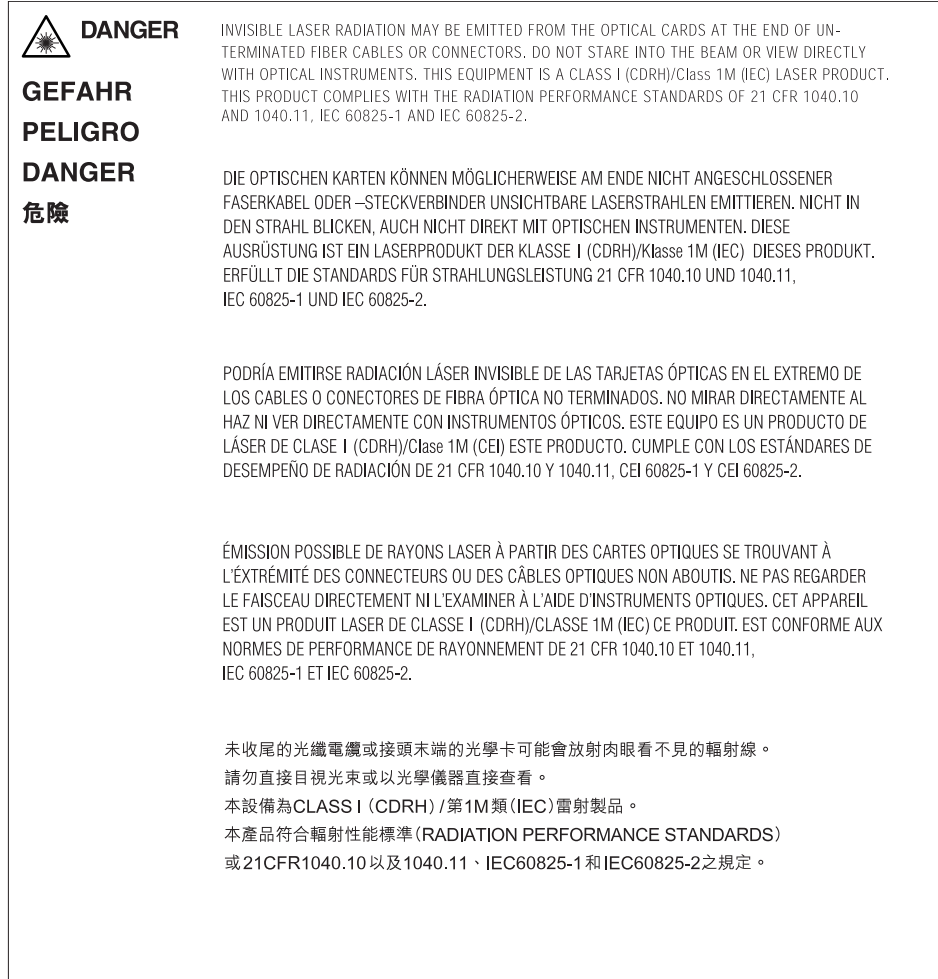 DANGER
GEFAHR
PELIGRO
DANGER
危險
INVISIBLE LASER RADIATION MAY BE EMITTED FROM THE OPTICAL CARDS AT THE END OF UN-
TERMINATED FIBER CABLES OR CONNECTORS. DO NOT STARE INTO THE BEAM OR VIEW DIRECTLY
WITH OPTICAL INSTRUMENTS. THIS EQUIPMENT IS A CLASS I (CDRH)/Class 1M (IEC) LASER PRODUCT.
THIS PRODUCT COMPLIES WITH THE RADIATION PERFORMANCE STANDARDS OF 21 CFR 1040.10
AND 1040.11, IEC 60825-1 AND IEC 60825-2.
DIE OPTISCHEN KARTEN KÖNNEN MÖGLICHERWEISE AM ENDE NICHT ANGESCHLOSSENER
FASERKABEL ODER –STECKVERBINDER UNSICHTBARE LASERSTRAHLEN EMITTIEREN. NICHT IN
DEN STRAHL BLICKEN, AUCH NICHT DIREKT MIT OPTISCHEN INSTRUMENTEN. DIESE
AUSRÜSTUNG IST EIN LASERPRODUKT DER KLASSE I (CDRH)/Klasse 1M (IEC) DIESES PRODUKT.
ERFÜLLT DIE STANDARDS FÜR STRAHLUNGSLEISTUNG 21 CFR 1040.10 UND 1040.11,
IEC 60825-1 UND IEC 60825-2.
PODRÍA EMITIRSE RADIACIÓN LÁSER INVISIBLE DE LAS TARJETAS ÓPTICAS EN EL EXTREMO DE
LOS CABLES O CONECTORES DE FIBRA ÓPTICA NO TERMINADOS. NO MIRAR DIRECTAMENTE AL
HAZ NI VER DIRECTAMENTE CON INSTRUMENTOS ÓPTICOS. ESTE EQUIPO ES UN PRODUCTO DE
LÁSER DE CLASE I (CDRH)/Clase 1M (CEI) ESTE PRODUCTO. CUMPLE CON LOS ESTÁNDARES DE
DESEMPEÑO DE RADIACIÓN DE 21 CFR 1040.10 Y 1040.11, CEI 60825-1 Y CEI 60825-2.
ÉMISSION POSSIBLE DE RAYONS LASER À PARTIR DES CARTES OPTIQUES SE TROUVANT À
L'ÉXTRÉMITÉ DES CONNECTEURS OU DES CÂBLES OPTIQUES NON ABOUTIS. NE PAS REGARDER
LE FAISCEAU DIRECTEMENT NI L'EXAMINER À L'AIDE D'INSTRUMENTS OPTIQUES. CET APPAREIL
EST UN PRODUIT LASER DE CLASSE I (CDRH)/CLASSE 1M (IEC) CE PRODUIT. EST CONFORME AUX
NORMES DE PERFORMANCE DE RAYONNEMENT DE 21 CFR 1040.10 ET 1040.11,
IEC 60825-1 ET IEC 60825-2.
未收尾的光纖電纜或接頭末端的光學卡可能會放射肉眼看不見的輻射線。
請勿直接目視光束或以光學儀器直接查看。
本設備為CLASS I（CDRH）/第1M類（IEC）雷射製品。
本產品符合輻射性能標準（RADIATION PERFORMANCE STANDARDS）
或21CFR1040.10以及1040.11、IEC60825-1和IEC60825-2之規定。